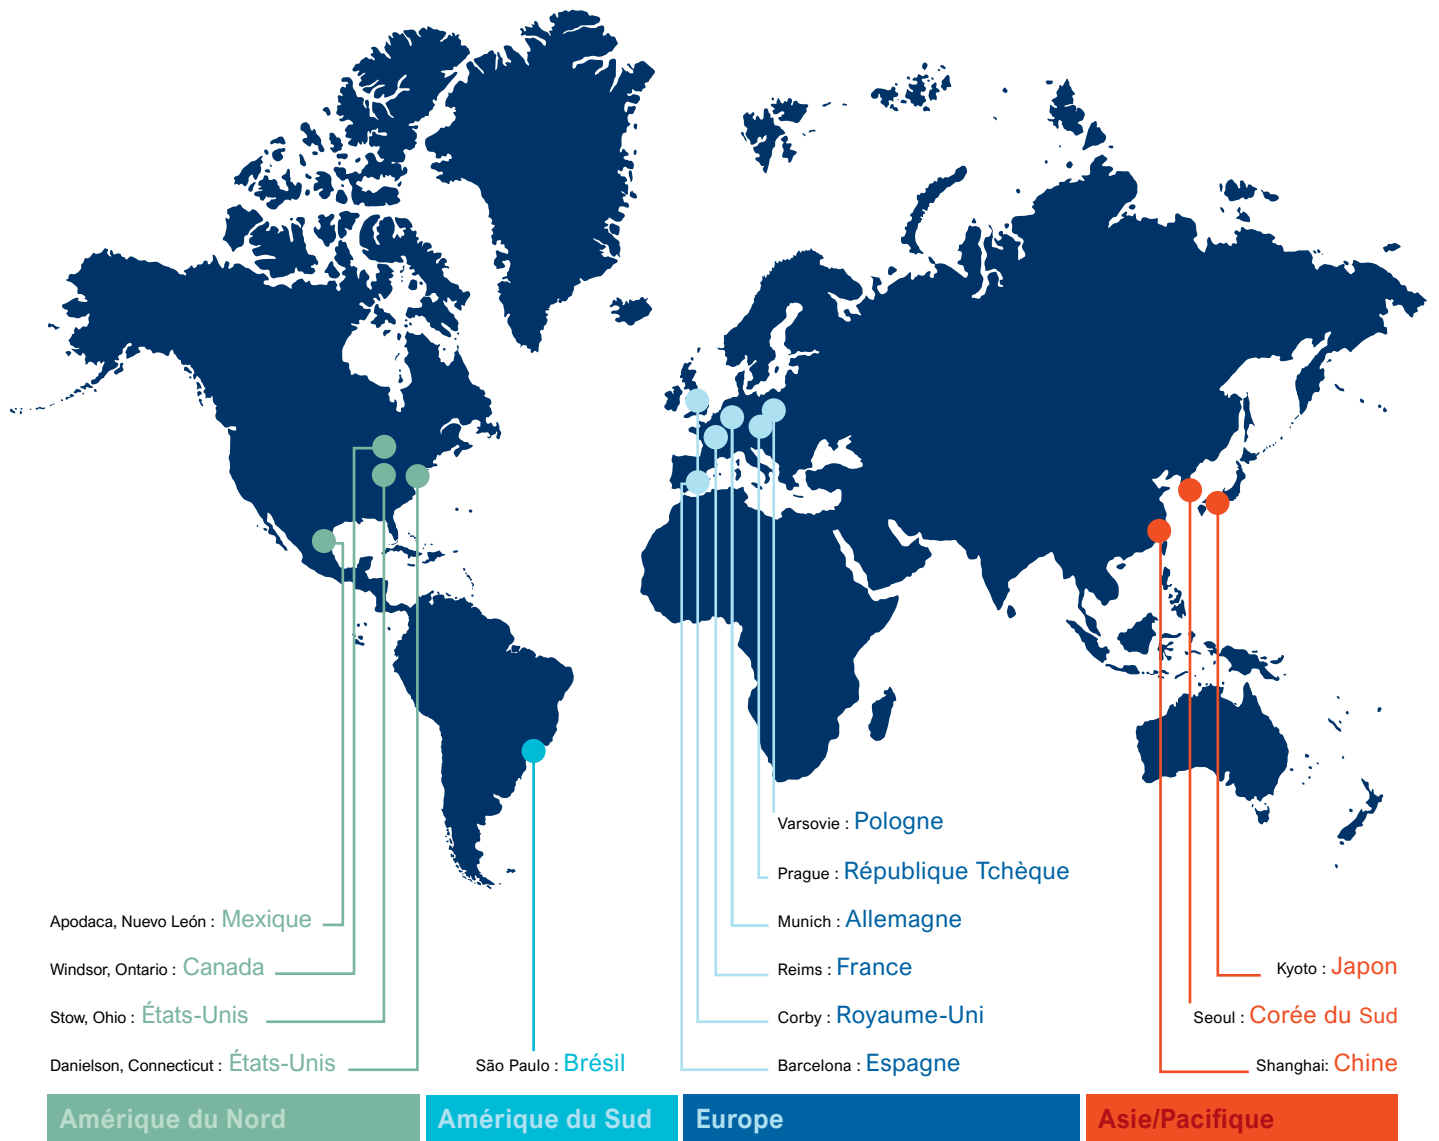 Apodaca, Nuevo León : Mexique
Windsor, Ontario : Canada
Stow, Ohio : États-Unis
Danielson, Connecticut : États-Unis
Amérique du Nord
São Paulo : Brésil
Amérique du Sud
Varsovie : Pologne
Prague : République Tchèque
Munich : Allemagne
Reims : France
Corby : Royaume-Uni
Barcelona : Espagne
Europe
Kyoto : Japon
Seoul : Corée du Sud
Shanghai: Chine
Asie/Pacifique